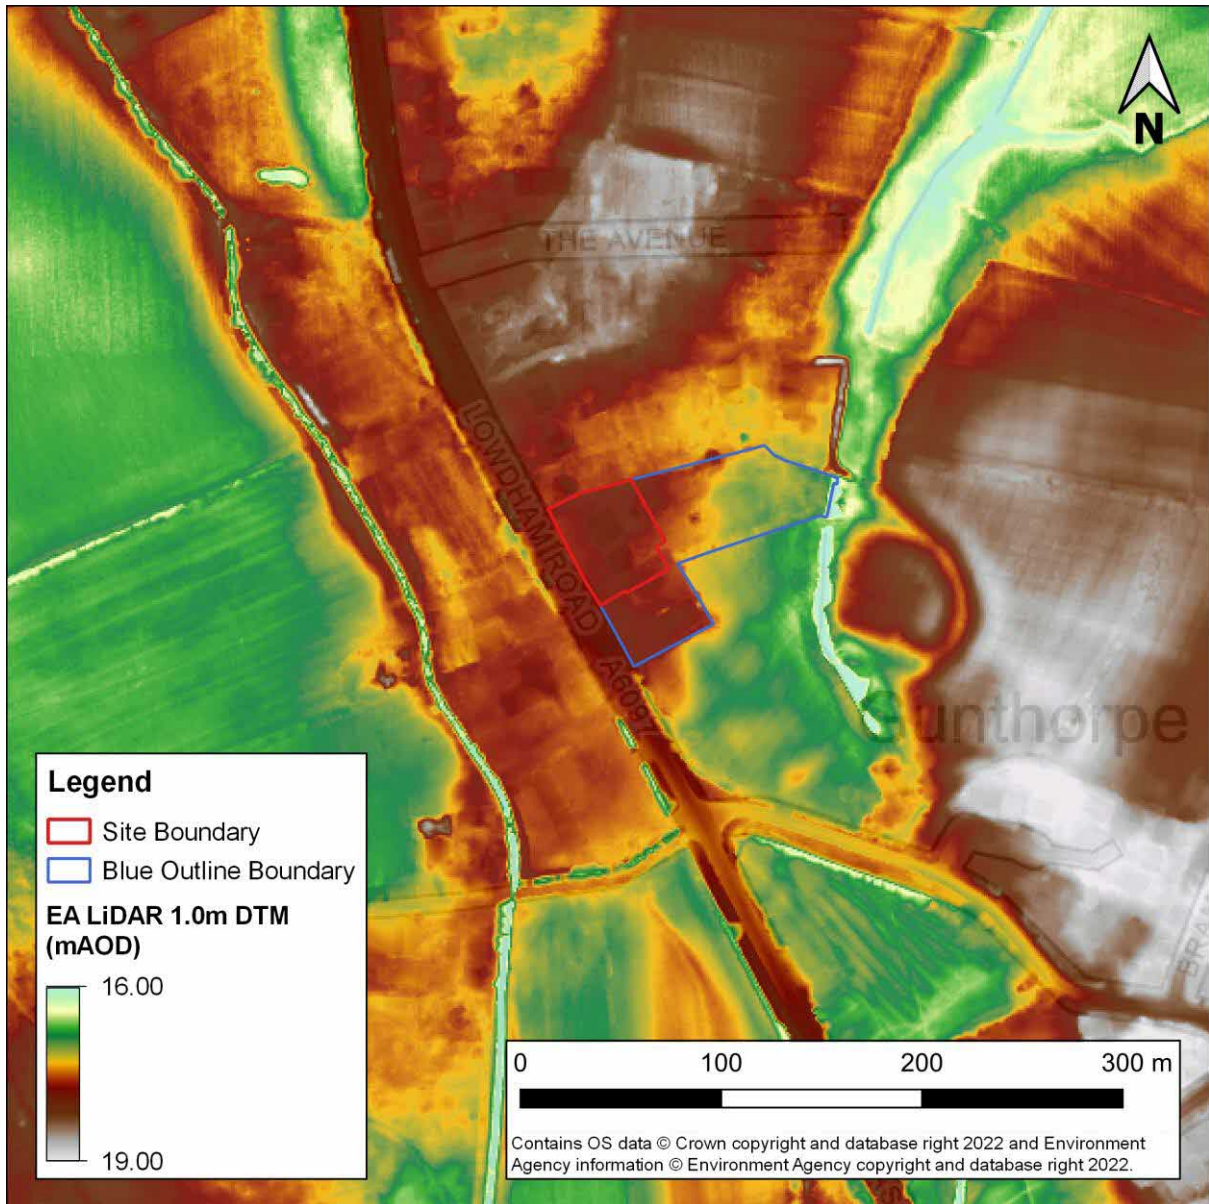 N
THE AVENUE
LOWDHAM ROAD
A6097
Gunthorpe
BRA
Legend
Site Boundary
Blue Outline Boundary
EA LiDAR 1.0m DTM
(mAOD)
16.00
19.00
0 100 200 300 m
Contains OS data © Crown copyright and database right 2022 and Environment
Agency information © Environment Agency copyright and database right 2022.